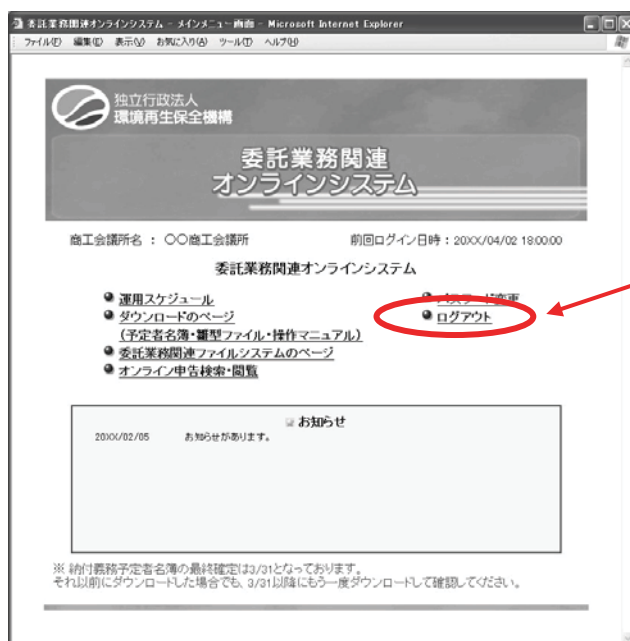 委託業務関連オンラインシステム - メインメニュー画面 - Microsoft Internet Explorer
ファイル(F) 編集(E) 表示(V) お気に入り(A) ツール(T) ヘルプ(H)
独立行政法人
環境再生保全機構
委託業務関連
オンラインシステム
商工会議所名 : 〇〇商工会議所 前回ログイン日時 : 20XX/04/02 18:00:00
委託業務関連オンラインシステム
運用スケジュール パスワード変更
ダウンロードのページ ログアウト
(予定者名簿・雛型ファイル・操作マニュアル)
委託業務関連ファイルシステムのページ
オンライン申告検索・閲覧
お知らせ
20XX/02/05 お知らせがあります。
※ 納付義務予定者名簿の最終確定は3/31となっております。
それ以前にダウンロードした場合でも、3/31以降にもう一度ダウンロードして確認してください。